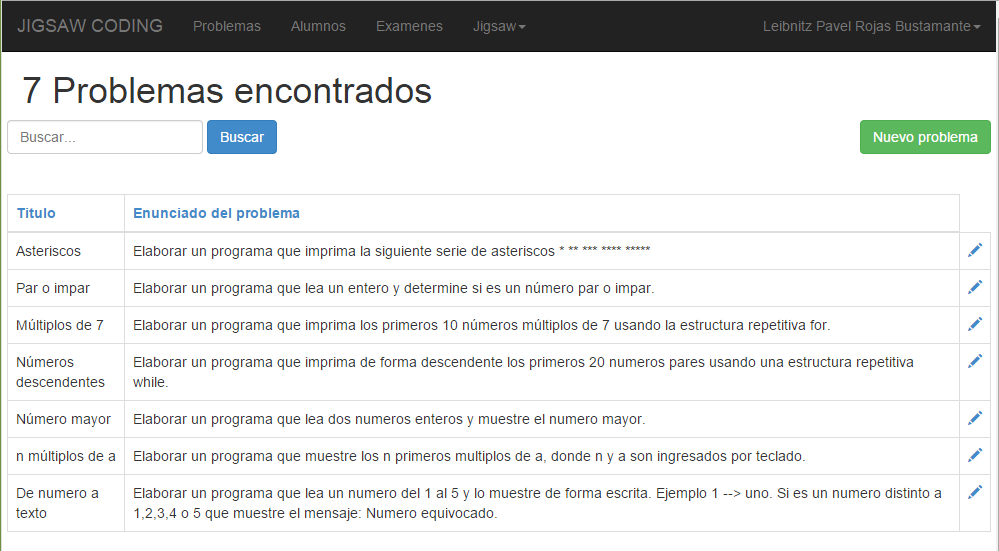 JIGSAW CODING Problemas Alumnos Examenes Jigsaw Leibnitz Pavel Rojas Bustamante
7 Problemas encontrados
Buscar... Buscar Nuevo problema
Titulo Enunciado del problema
Asteriscos Elaborar un programa que imprima la siguiente serie de asteriscos * ** *** **** *****
Par o impar Elaborar un programa que lea un entero y determine si es un número par o impar.
Múltiplos de 7 Elaborar un programa que imprima los primeros 10 números múltiplos de 7 usando la estructura repetitiva for.
Números descendentes Elaborar un programa que imprima de forma descendente los primeros 20 numeros pares usando una estructura repetitiva
while.
Número mayor Elaborar un programa que lea dos numeros enteros y muestre el numero mayor.
n múltiplos de a Elaborar un programa que muestre los n primeros multiplos de a, donde n y a son ingresados por teclado.
De numero a texto Elaborar un programa que lea un numero del 1 al 5 y lo muestre de forma escrita. Ejemplo 1 --> uno. Si es un numero distinto a
1,2,3,4 o 5 que muestre el mensaje: Numero equivocado.